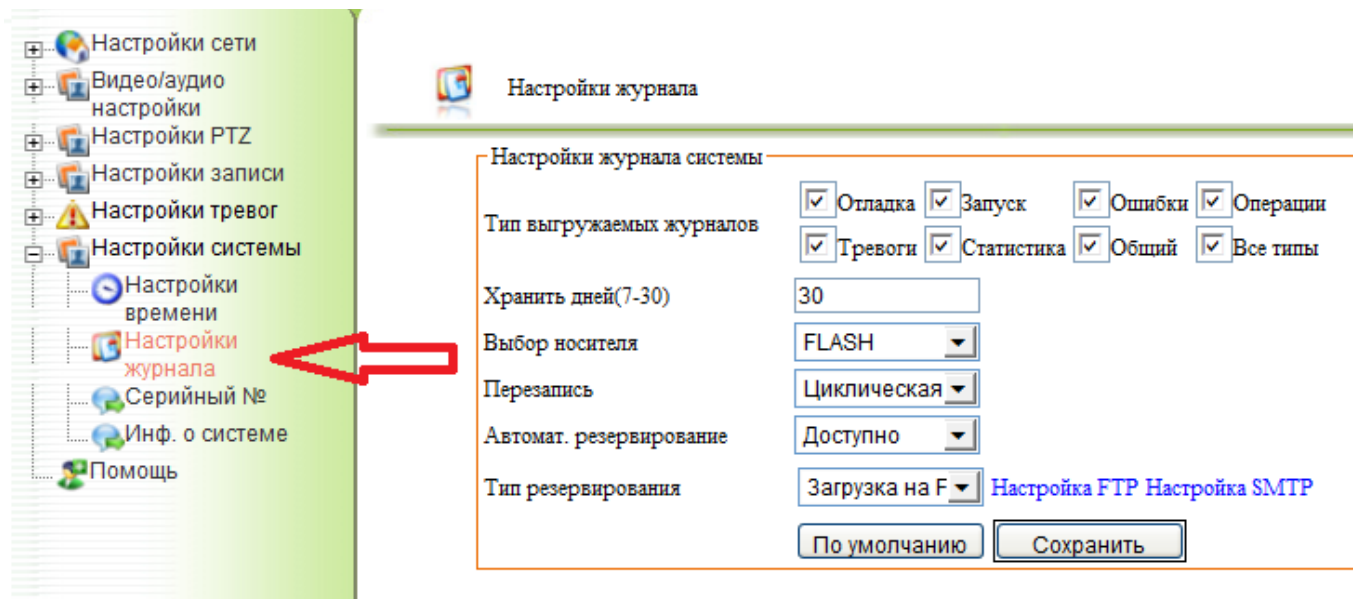 Настройки сети
Видео/аудио
настройки
Настройки PTZ
Настройки записи
Настройки тревог
Настройки системы
Настройки
времени
Настройки
журнала
Серийный №
Инф. о системе
Помощь
Настройки журнала
Настройки журнала системы
Тип выгружаемых журналов
Отладка Запуск Ошибки Операции
Тревоги Статистика Общий Все типы
Хранить дней(7-30) 30
Выбор носителя FLASH
Перезапись Циклическая
Автомат. резервирование Доступно
Тип резервирования Загрузка на F Настройка FTP Настройка SMTP
По умолчанию Сохранить